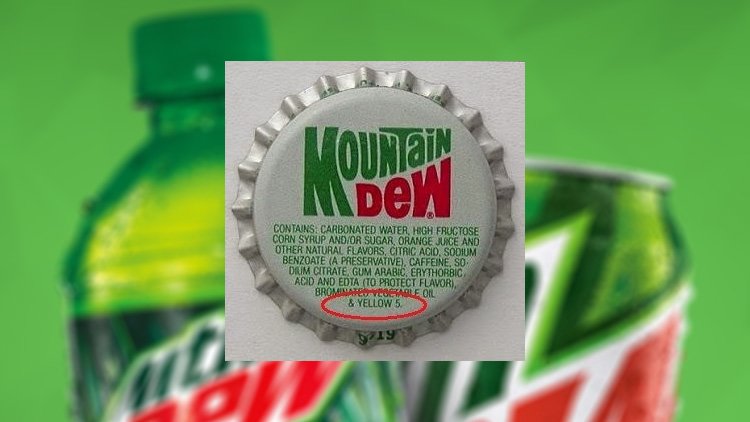 MOUNTAIN
DEW®
CONTAINS: CARBONATED WATER, HIGH FRUCTOSE
CORN SYRUP AND/OR SUGAR, ORANGE JUICE AND
OTHER NATURAL FLAVORS, CITRIC ACID, SODIUM
BENZOATE (A PRESERVATIVE), CAFFEINE, SO-
DIUM CITRATE, GUM ARABIC, ERYTHORBIC
ACID AND EDTA (TO PROTECT FLAVOR),
BROMINATED VEGETABLE OIL
& YELLOW 5.
DEW